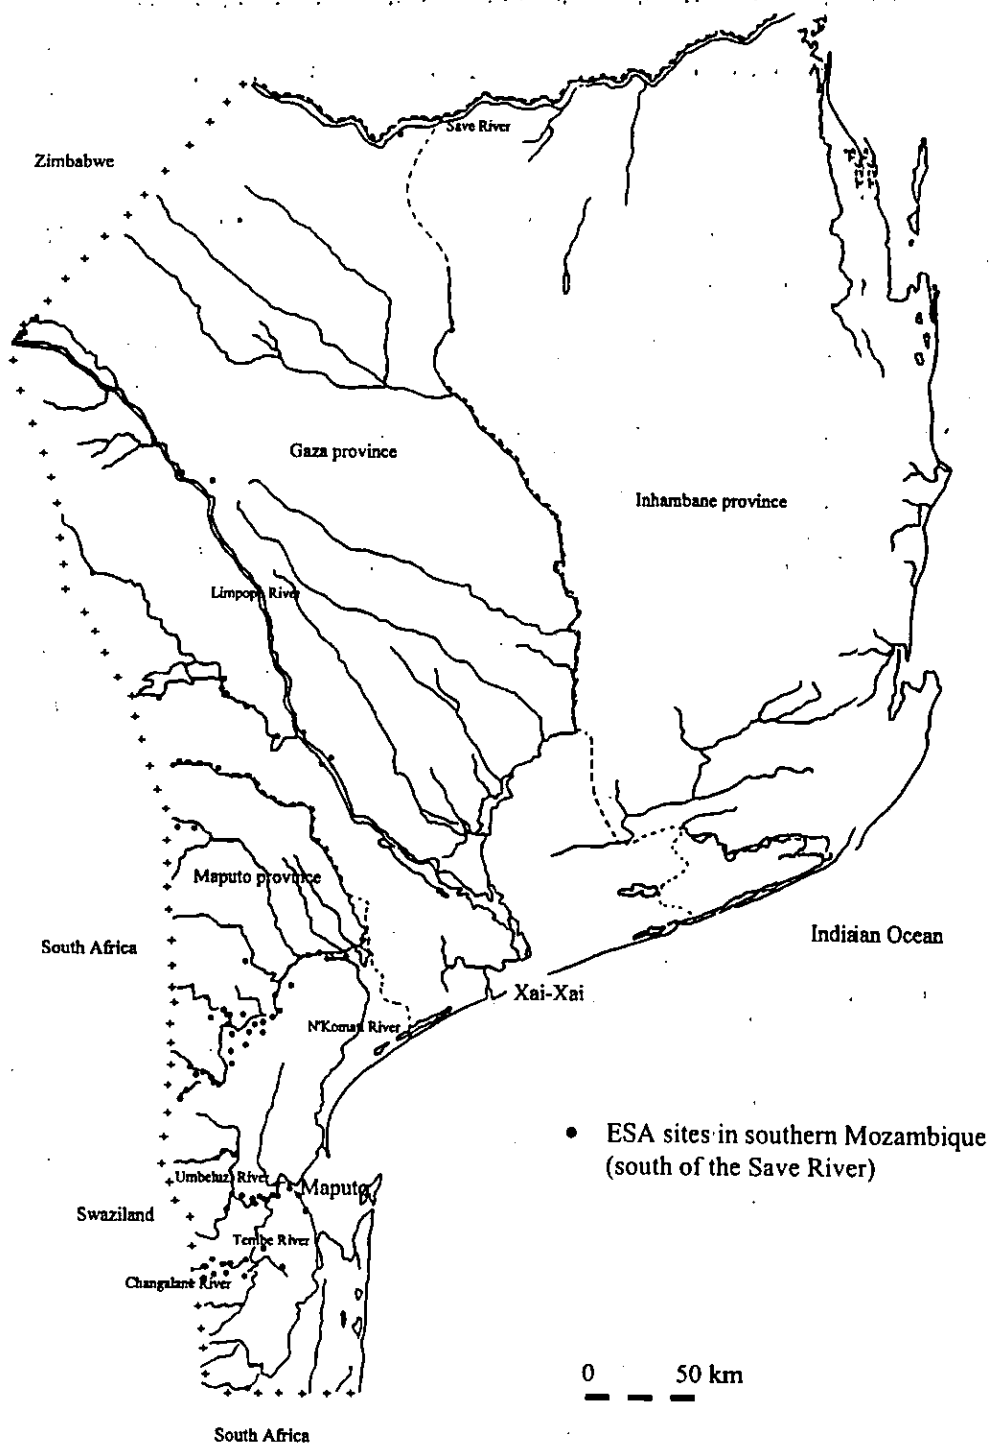 Save River
Zimbabwe
Gaza province
Inhambane province
Limpopo River
Maputo province
South Africa
Indiaian Ocean
Xai-Xai
N'Komati River
ESA sites in southern Mozambique
(south of the Save River)
Umbeluzi River
Maputo
Swaziland
Tembe River
Changalane River
0 50 km
South Africa